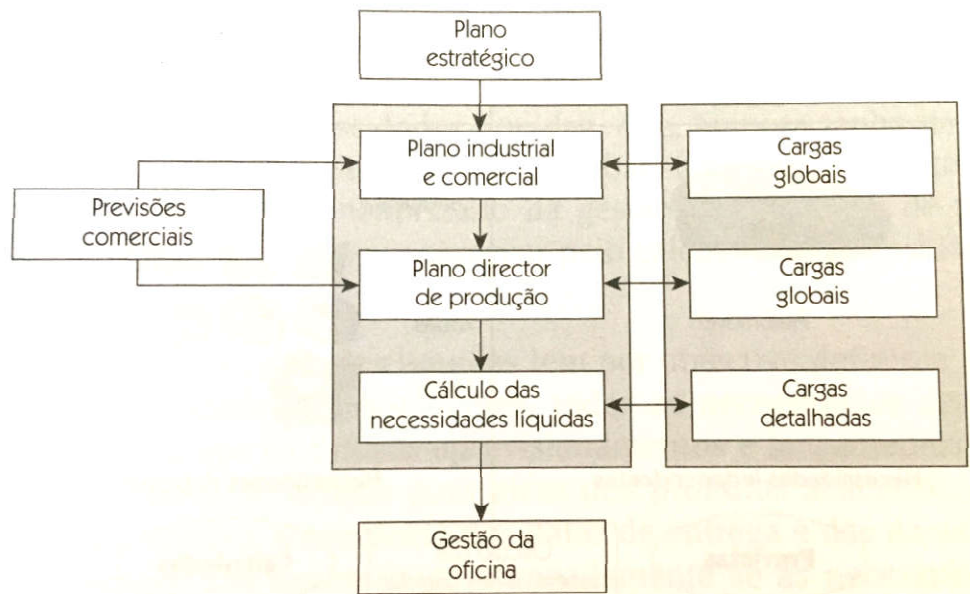 Plano
estratégico
Plano industrial
e comercial
Cargas
globais
Previsões
comerciais
Plano director
de produção
Cargas
globais
Cálculo das
necessidades líquidas
Cargas
detalhadas
Gestão da
oficina